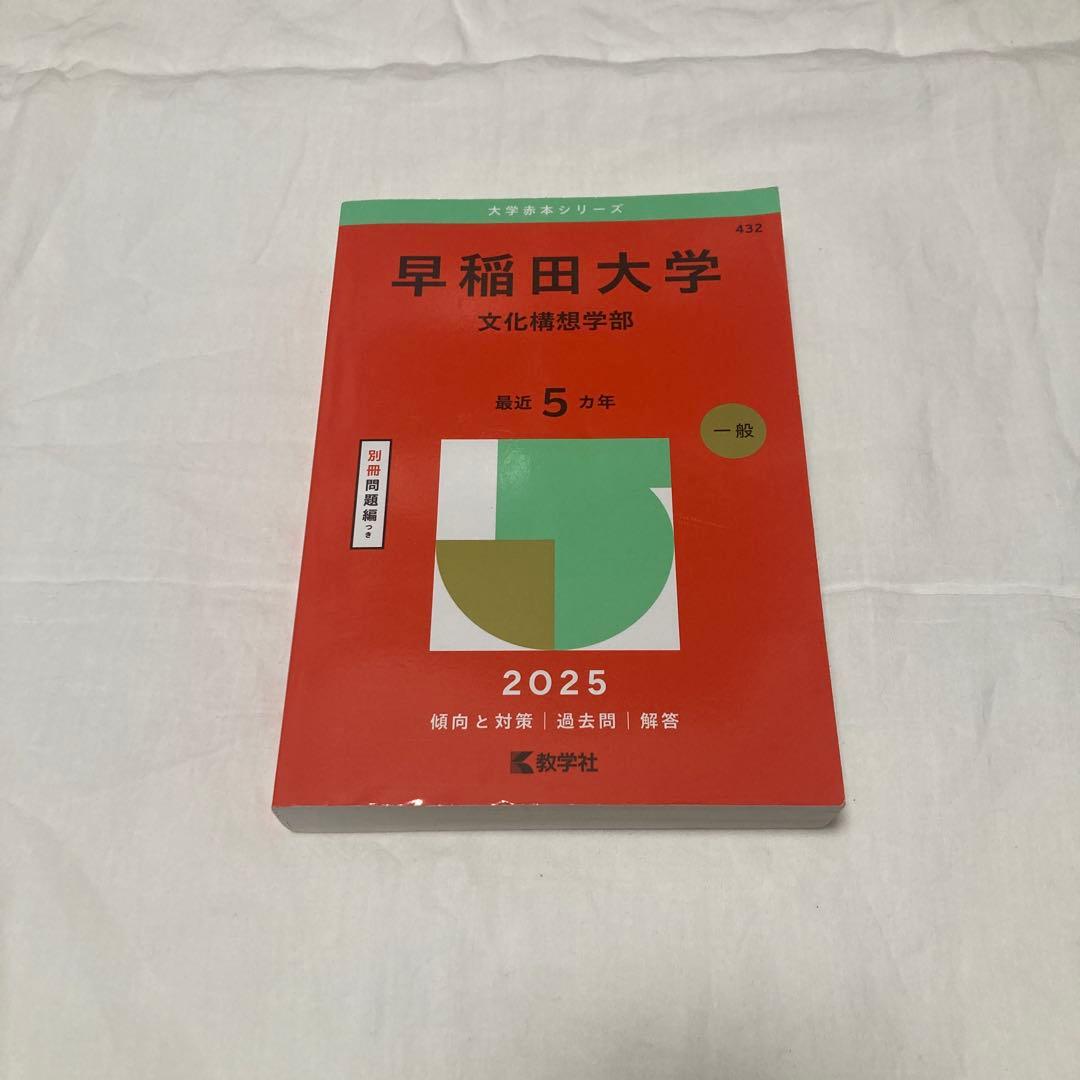 大学赤本シリーズ
432
早稲田大学
文化構想学部
最近5カ年
一般
別冊問題編つき
2025
傾向と対策|過去問|解答
教学社